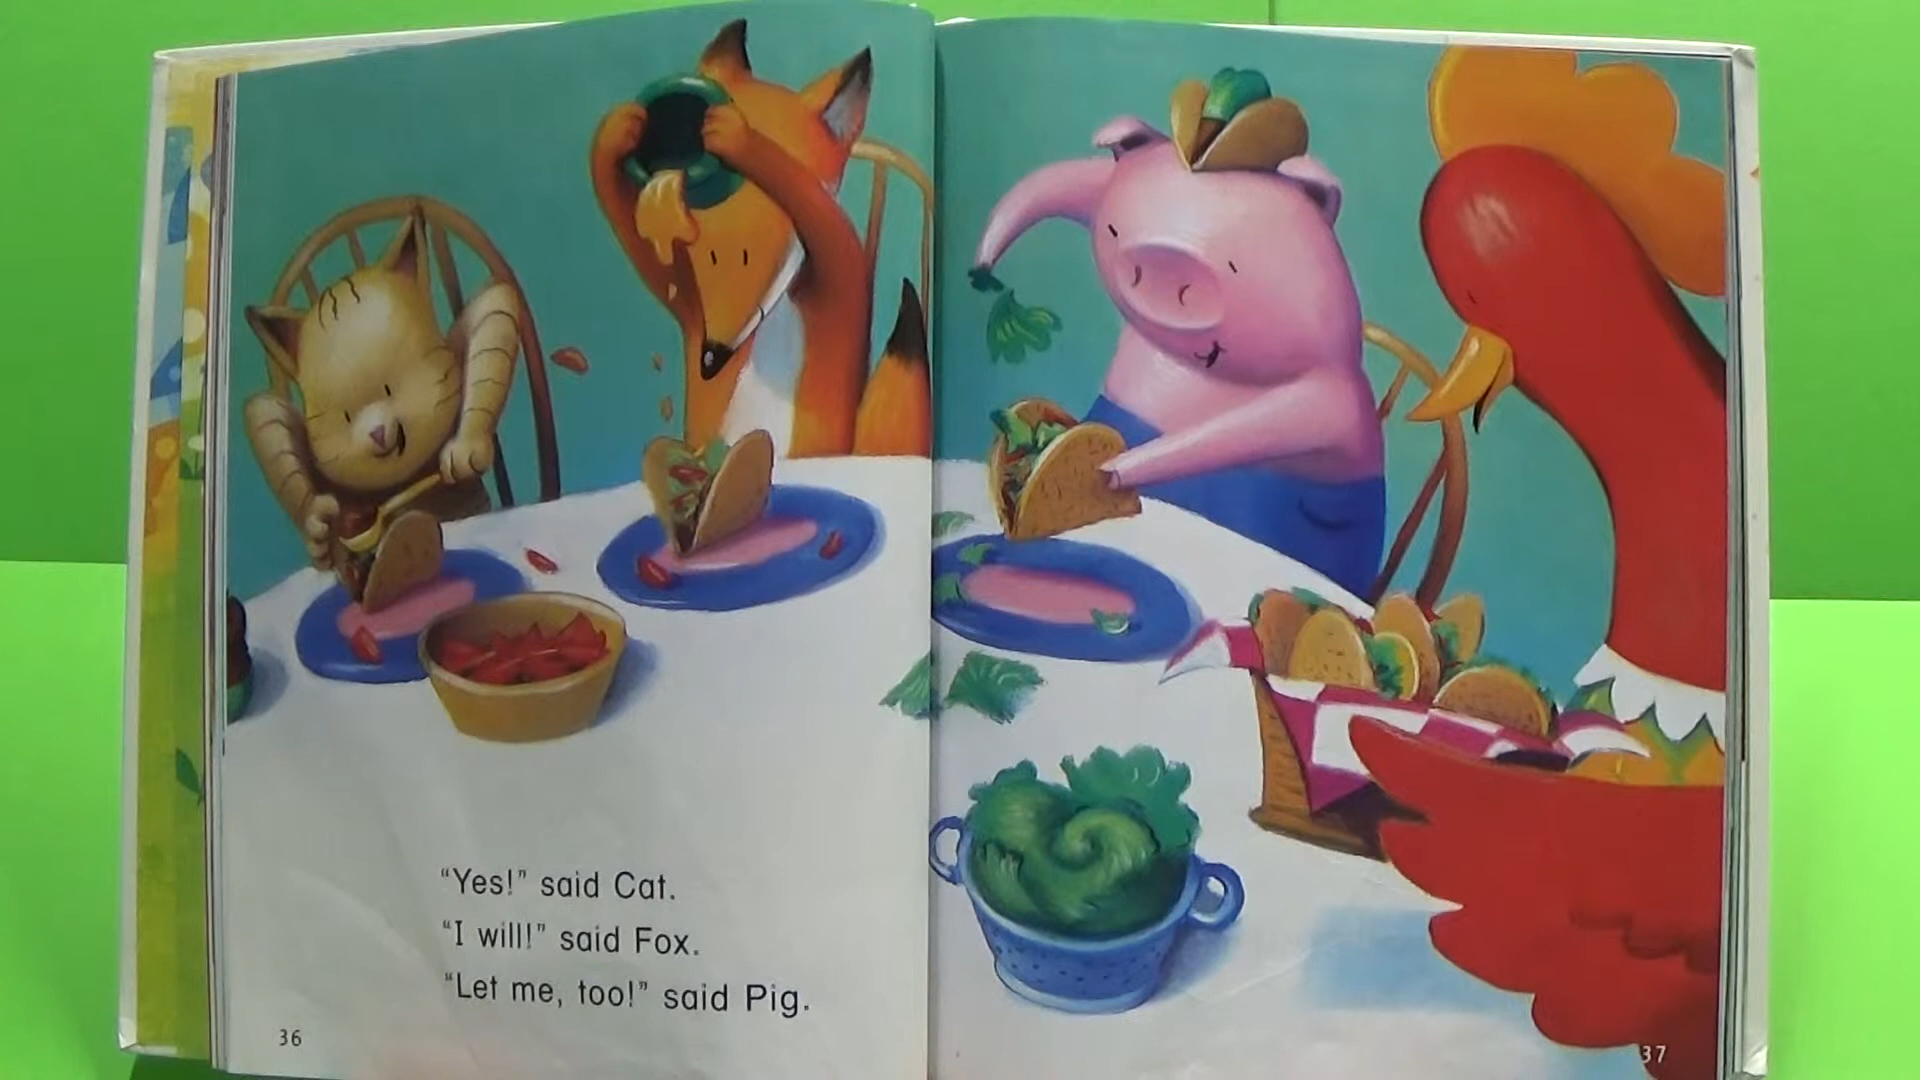 “Yes!” said Cat.
“I will!” said Fox.
“Let me, too!” said Pig.
36
37